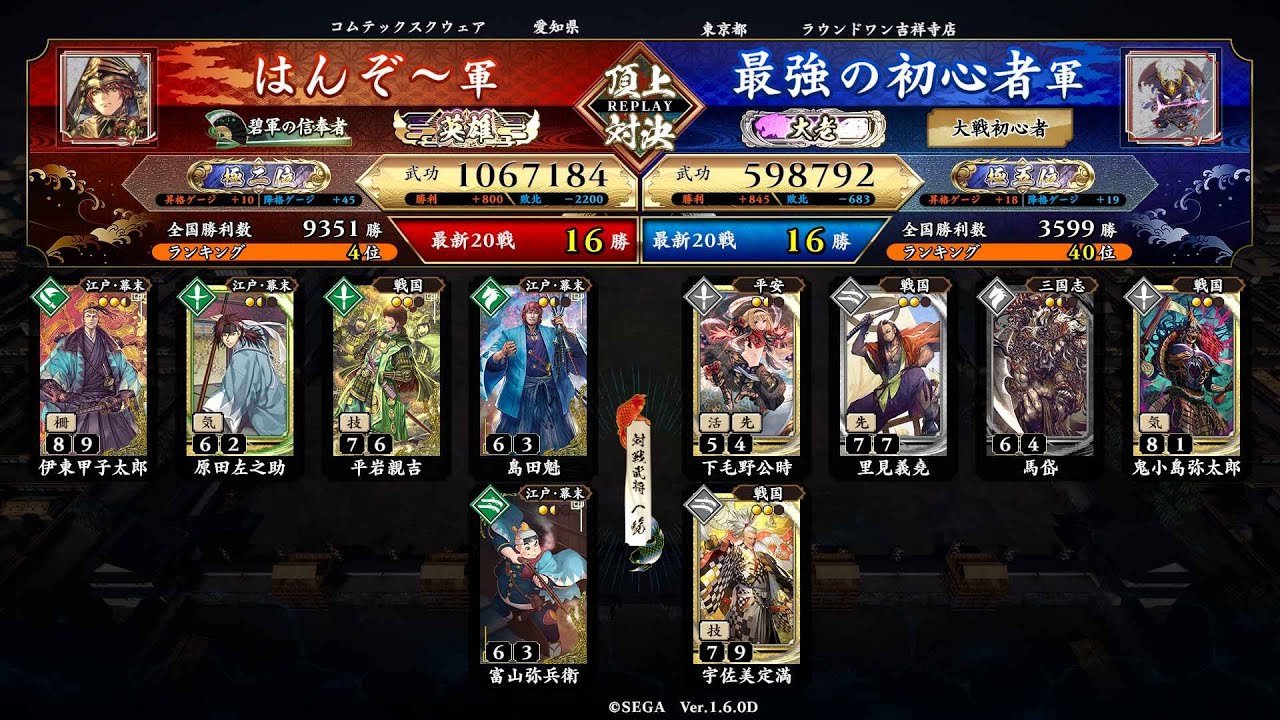 コムテックスクウェア 愛知県 東京都 ラウンドワン吉祥寺店
はんぞ〜軍
頂上
REPLAY
対決
最強の初心者軍
碧軍の信奉者 英雄
大老 大戦初心者
極二位
武功 1067184
昇格ゲージ +10 降格ゲージ +45
勝利 +800 敗北 -2200
武功 598792
極五位
勝利 +845 敗北 -683
昇格ゲージ +18 降格ゲージ +19
全国勝利数 9351勝
ランキング 4位
最新20戦 16勝
最新20戦 16勝
全国勝利数 3599勝
ランキング 40位
江戸・幕末
柵
8 9
伊東甲子太郎
江戸・幕末
気
6 2
原田左之助
戦国
技
7 6
平岩親吉
江戸・幕末
6 3
島田魁
平安
活 先
5 4
下毛野公時
戦国
先
7 7
里見義堯
三国志
6 4
馬岱
戦国
気
8 1
鬼小島弥太郎
対戦武将一覧
江戸・幕末
6 3
富山弥兵衛
戦国
技
7 9
宇佐美定満
©SEGA Ver.1.6.0D